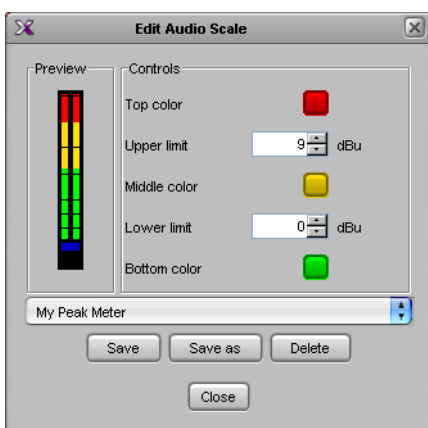 Edit Audio Scale
Preview
Controls
Top color
Upper limit 9 dBu
Middle color
Lower limit 0 dBu
Bottom color
My Peak Meter
Save Save as Delete
Close